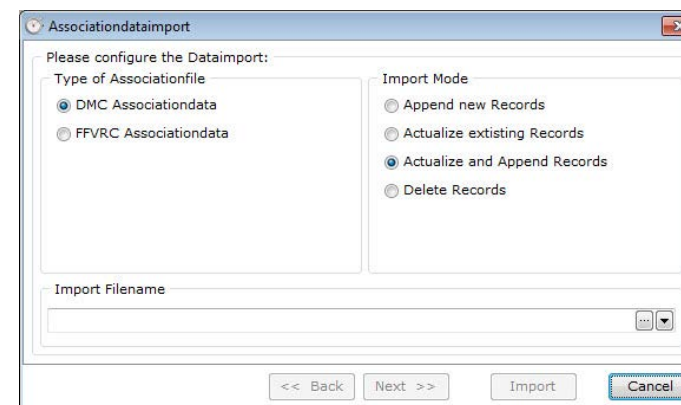 Associationdataimport
Please configure the Dataimport:
Type of Associationfile
DMC Associationdata
FFVRC Associationdata
Import Mode
Append new Records
Actualize extisting Records
Actualize and Append Records
Delete Records
Import Filename
...
<< Back Next >> Import Cancel